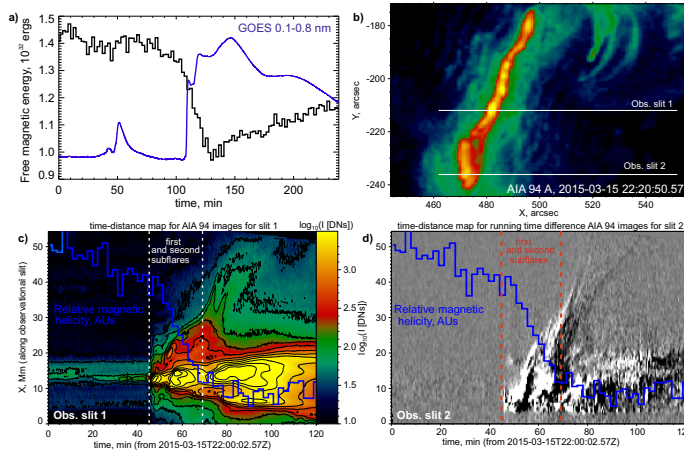 a)
GOES 0.1-0.8 nm
Free magnetic energy, 10³² ergs
1.5
1.4
1.3
1.2
1.1
1.0
0.9
0
50
100
150
200
time, min
b)
Y, arcsec
-180
-200
-220
-240
Obs. slit 1
Obs. slit 2
AIA 94 A, 2015-03-15 22:20:50.57
420
440
460
480
500
520
540
X, arcsec
time-distance map for AIA 94 images for slit 1
log₁₀(I [DNs])
c)
first
and second
subflares
Relative magnetic
helicity, AUs
Obs. slit 1
X, Mm (along observational slit)
50
40
30
20
10
0
0
20
40
60
80
100
120
time, min (from 2015-03-15T22:00:02.57Z)
3.0
2.5
2.0
1.5
1.0
log₁₀(I [DNs])
time-distance map for running time difference AIA 94 images for slit 2
d)
first
and second
subflares
Relative magnetic
helicity, AUs
Obs. slit 2
50
40
30
20
10
0
0
20
40
60
80
100
120
time, min (from 2015-03-15T22:00:02.57Z)